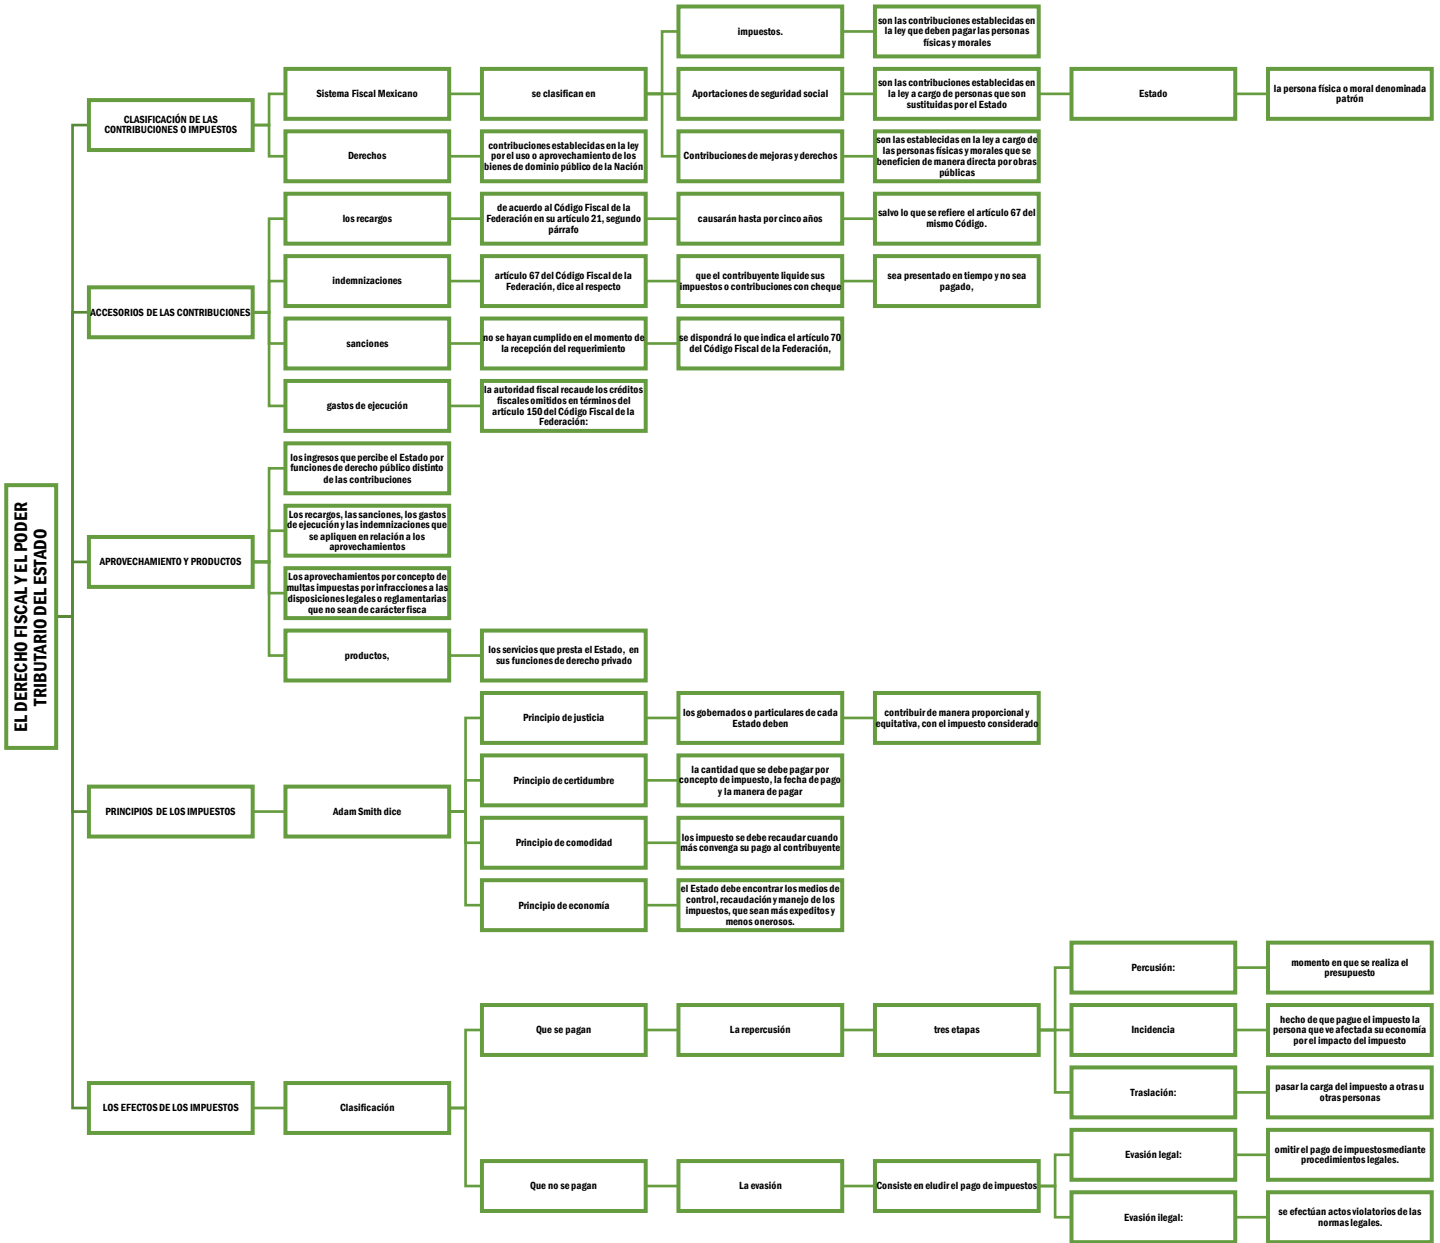 EL DERECHO FISCAL Y EL PODER
TRIBUTARIO DEL ESTADO
CLASIFICACIÓN DE LAS
CONTRIBUCIONES O IMPUESTOS
Sistema Fiscal Mexicano
se clasifican en
impuestos.
son las contribuciones establecidas en
la ley que deben pagar las personas
físicas y morales
Aportaciones de seguridad social
son las contribuciones establecidas en
la ley a cargo de personas que son
sustituidas por el Estado
Estado
la persona física o moral denominada
patrón
Contribuciones de mejoras y derechos
son las establecidas en la ley a cargo de
las personas físicas y morales que se
beneficien de manera directa por obras
públicas
Derechos
contribuciones establecidas en la ley
por el uso o aprovechamiento de los
bienes de dominio público de la Nación
ACCESORIOS DE LAS CONTRIBUCIONES
los recargos
de acuerdo al Código Fiscal de la
Federación en su artículo 21, segundo
párrafo
causarán hasta por cinco años
salvo lo que se refiere el artículo 67 del
mismo Código.
indemnizaciones
artículo 67 del Código Fiscal de la
Federación, dice al respecto
que el contribuyente liquide sus
impuestos o contribuciones con cheque
sea presentado en tiempo y no sea
pagado,
sanciones
no se hayan cumplido en el momento de
la recepción del requerimiento
se dispondrá lo que indica el artículo 70
del Código Fiscal de la Federación,
gastos de ejecución
la autoridad fiscal recaude los créditos
fiscales omitidos en términos del
artículo 150 del Código Fiscal de la
Federación:
APROVECHAMIENTO Y PRODUCTOS
los ingresos que percibe el Estado por
funciones de derecho público distinto
de las contribuciones
Los recargos, las sanciones, los gastos
de ejecución y las indemnizaciones que
se apliquen en relación a los
aprovechamientos
Los aprovechamientos por concepto de
multas impuestas por infracciones a las
disposiciones legales o reglamentarias
que no sean de carácter fisca
productos,
los servicios que presta el Estado, en
sus funciones de derecho privado
PRINCIPIOS DE LOS IMPUESTOS
Adam Smith dice
Principio de justicia
los gobernados o particulares de cada
Estado deben
contribuir de manera proporcional y
equitativa, con el impuesto considerado
Principio de certidumbre
la cantidad que se debe pagar por
concepto de impuesto, la fecha de pago
y la manera de pagar
Principio de comodidad
los impuesto se debe recaudar cuando
más convenga su pago al contribuyente
Principio de economía
el Estado debe encontrar los medios de
control, recaudación y manejo de los
impuestos, que sean más expeditos y
menos onerosos.
LOS EFECTOS DE LOS IMPUESTOS
Clasificación
Que se pagan
La repercusión
tres etapas
Percusión:
momento en que se realiza el
presupuesto
Incidencia
hecho de que pague el impuesto la
persona que ve afectada su economía
por el impacto del impuesto
Traslación:
pasar la carga del impuesto a otras u
otras personas
Que no se pagan
La evasión
Consiste en eludir el pago de impuestos
Evasión legal:
omitir el pago de impuestosmediante
procedimientos legales.
Evasión ilegal:
se efectúan actos violatorios de las
normas legales.